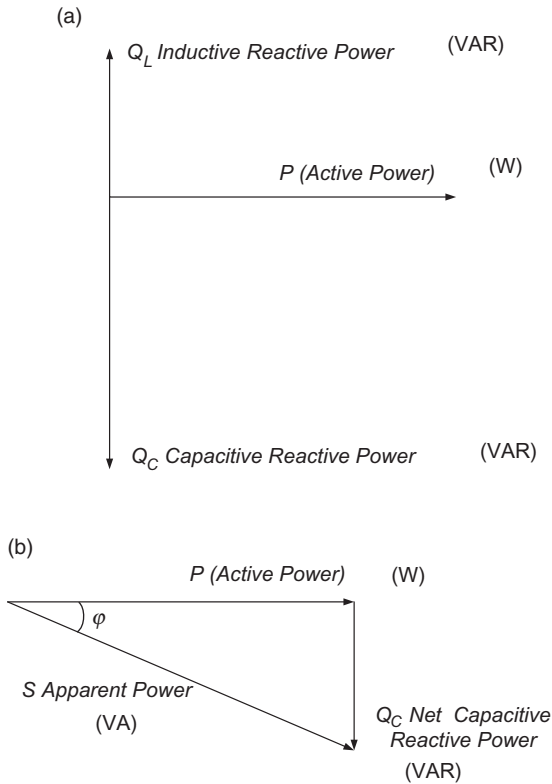 (a)
Q_L Inductive Reactive Power (VAR)
P (Active Power) (W)
Q_C Capacitive Reactive Power (VAR)
(b)
P (Active Power) (W)
φ
S Apparent Power
(VA)
Q_C Net Capacitive
Reactive Power
(VAR)